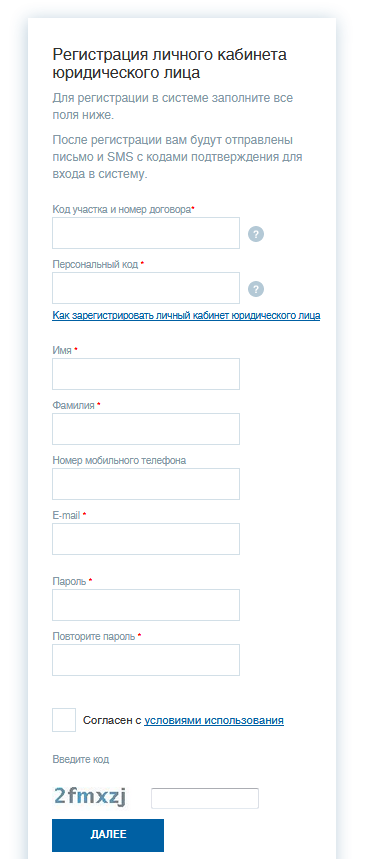 Регистрация личного кабинета
юридического лица
Для регистрации в системе заполните все
поля ниже.
После регистрации вам будут отправлены
письмо и SMS с кодами подтверждения для
входа в систему.
Код участка и номер договора*
?
Персональный код *
?
Как зарегистрировать личный кабинет юридического лица
Имя *
Фамилия *
Номер мобильного телефона
E-mail *
Пароль *
Повторите пароль *
Согласен с условиями использования
Введите код
2fmxzj
ДАЛЕЕ